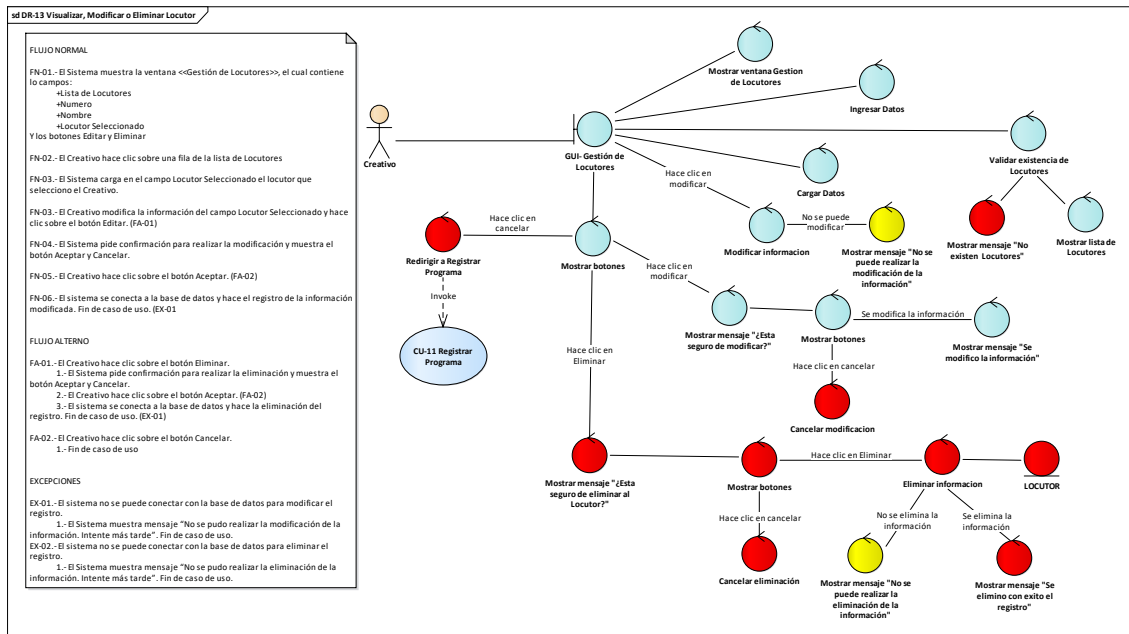 sd DR-13 Visualizar, Modificar o Eliminar Locutor
FLUJO NORMAL
FN-01.- El Sistema muestra la ventana <<Gestión de Locutores>>, el cual contiene
lo campos:
+Lista de Locutores
+Numero
+Nombre
+Locutor Seleccionado
Y los botones Editar y Eliminar
FN-02.- El Creativo hace clic sobre una fila de la lista de Locutores
FN-03.- El Sistema carga en el campo Locutor Seleccionado el locutor que
selecciono el Creativo.
FN-03.- El Creativo modifica la información del campo Locutor Seleccionado y hace
clic sobre el botón Editar. (FA-01)
FN-04.- El Sistema pide confirmación para realizar la modificación y muestra el
botón Aceptar y Cancelar.
FN-05.- El Creativo hace clic sobre el botón Aceptar. (FA-02)
FN-06.- El sistema se conecta a la base de datos y hace el registro de la información
modificada. Fin de caso de uso. (EX-01
FLUJO ALTERNO
FA-01.- El Creativo hace clic sobre el botón Eliminar.
1.- El Sistema pide confirmación para realizar la eliminación y muestra el
botón Aceptar y Cancelar.
2.- El Creativo hace clic sobre el botón Aceptar. (FA-02)
3.- El sistema se conecta a la base de datos y hace la eliminación del
registro. Fin de caso de uso. (EX-01)
FA-02.- El Creativo hace clic sobre el botón Cancelar.
1.- Fin de caso de uso
EXCEPCIONES
EX-01.- El sistema no se puede conectar con la base de datos para modificar el
registro.
1.- El Sistema muestra mensaje “No se pudo realizar la modificación de la
información. Intente más tarde”. Fin de caso de uso.
EX-02.- El sistema no se puede conectar con la base de datos para eliminar el
registro.
1.- El Sistema muestra mensaje “No se pudo realizar la eliminación de la
información. Intente más tarde”. Fin de caso de uso.
Creativo
GUI- Gestión de
Locutores
Mostrar ventana Gestion
de Locutores
Ingresar Datos
Validar existencia de
Locutores
Cargar Datos
Hace clic en
modificar
Modificar informacion
No se puede
modificar
Mostrar mensaje "No se
puede realizar la
modificación de la
información"
Mostrar mensaje "No
existen Locutores"
Mostrar lista de
Locutores
Hace clic en
cancelar
Redirigir a Registrar
Programa
Invoke
CU-11 Registrar
Programa
Mostrar botones
Hace clic en
modificar
Mostrar mensaje "¿Esta
seguro de modificar?"
Mostrar botones
Se modifica la información
Mostrar mensaje "Se
modifico la información"
Hace clic en cancelar
Cancelar modificacion
Hace clic en
Eliminar
Mostrar mensaje "¿Esta
seguro de eliminar al
Locutor?"
Mostrar botones
Hace clic en Eliminar
Eliminar informacion
LOCUTOR
Hace clic en cancelar
Cancelar eliminación
No se elimina la
información
Mostrar mensaje "No se
puede realizar la
eliminación de la
información"
Se elimina la
información
Mostrar mensaje "Se
elimino con exito el
registro"